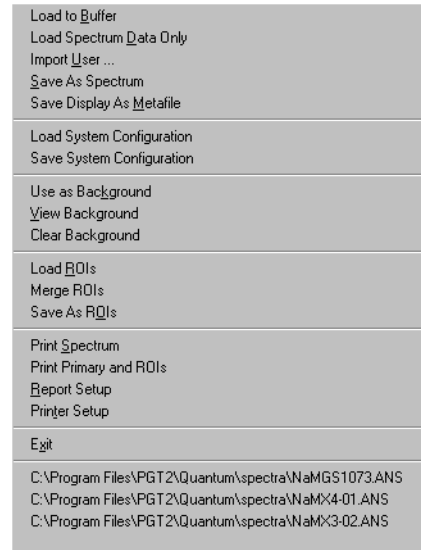 Load to Buffer
Load Spectrum Data Only
Import User ...
Save As Spectrum
Save Display As Metafile
Load System Configuration
Save System Configuration
Use as Background
View Background
Clear Background
Load ROIs
Merge ROIs
Save As ROIs
Print Spectrum
Print Primary and ROIs
Report Setup
Printer Setup
Exit
C:\Program Files\PGT2\Quantum\spectra\NaMGS1073.ANS
C:\Program Files\PGT2\Quantum\spectra\NaMX4-01.ANS
C:\Program Files\PGT2\Quantum\spectra\NaMX3-02.ANS